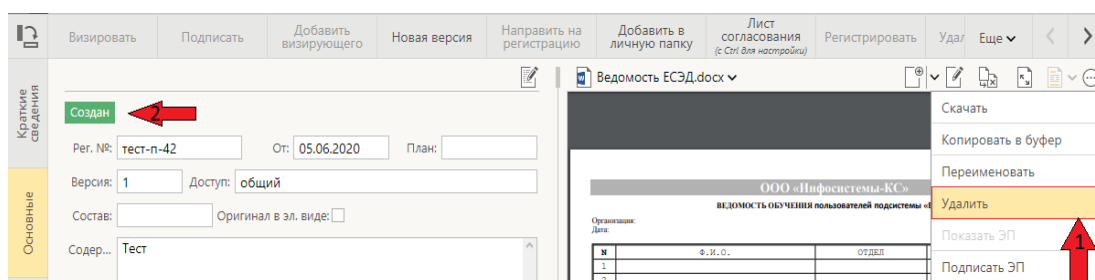 Визировать
Подписать
Добавить
визирующего
Новая версия
Направить на
регистрацию
Добавить в
личную папку
Лист
согласования
(с Ctrl для настройки)
Регистрировать
Удал
Еще
Краткие
сведения
Основные
Создан
2
Рег. №: тест-п-42 От: 05.06.2020 План:
Версия: 1 Доступ: общий
Состав: Оригинал в эл. виде:
Содер... Тест
Ведомость ЕСЭД.docx
ООО «Инфосистемы-КС»
ВЕДОМОСТЬ ОБУЧЕНИЯ пользователей подсистемы «
Организация:
Дата:
N Ф.И.О. ОТДЕЛ
1
2
Скачать
Копировать в буфер
Переименовать
Удалить
Показать ЭП
1
Подписать ЭП